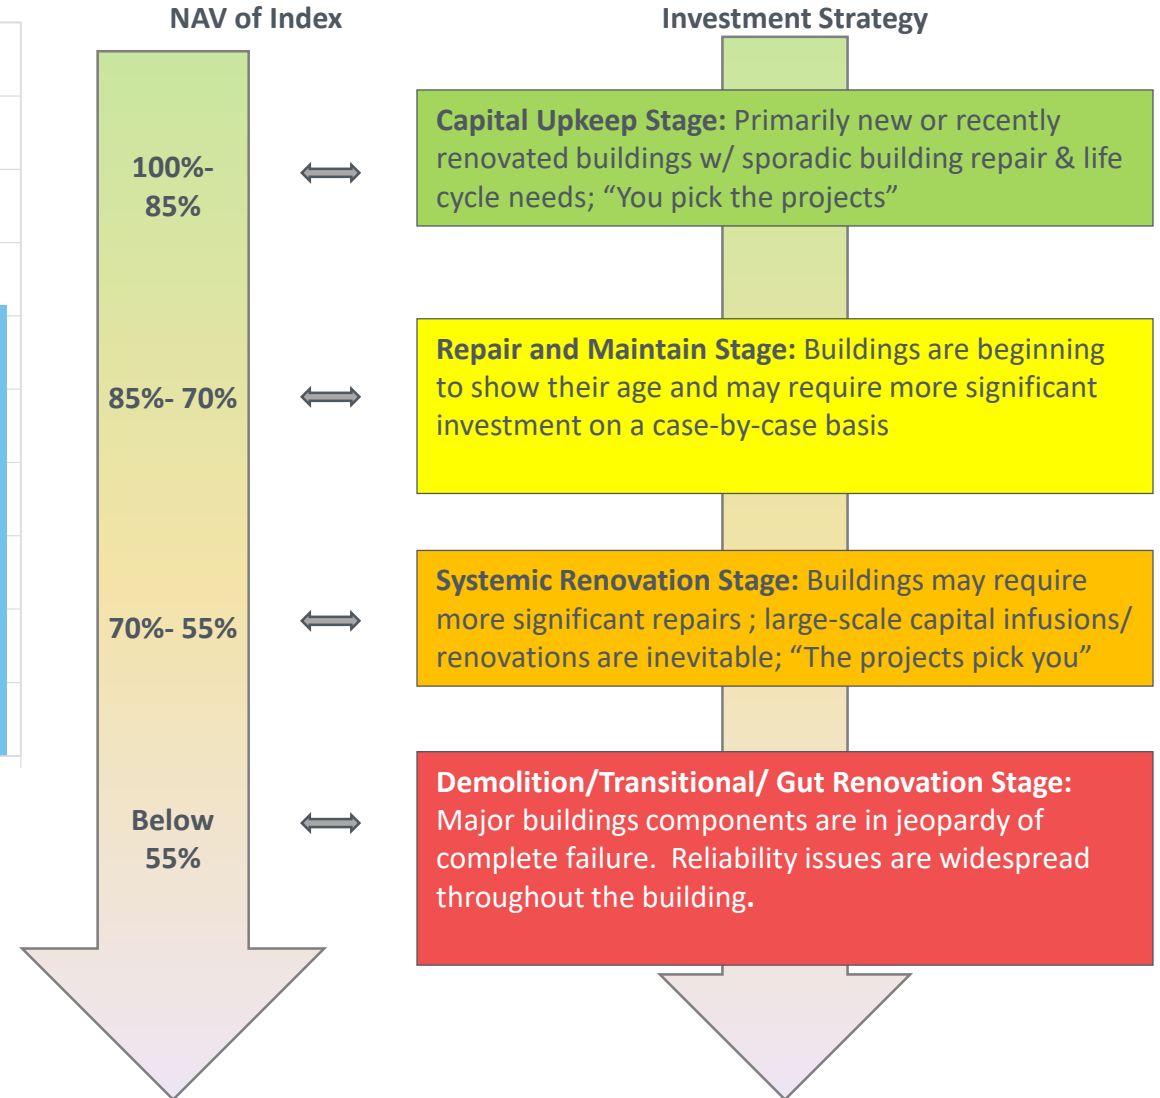 NAV of Index
Investment Strategy
100%-
85%
Capital Upkeep Stage: Primarily new or recently
renovated buildings w/ sporadic building repair & life
cycle needs; “You pick the projects”
85%- 70%
Repair and Maintain Stage: Buildings are beginning
to show their age and may require more significant
investment on a case-by-case basis
70%- 55%
Systemic Renovation Stage: Buildings may require
more significant repairs ; large-scale capital infusions/
renovations are inevitable; “The projects pick you”
Below
55%
Demolition/Transitional/ Gut Renovation Stage:
Major buildings components are in jeopardy of
complete failure.  Reliability issues are widespread
throughout the building.